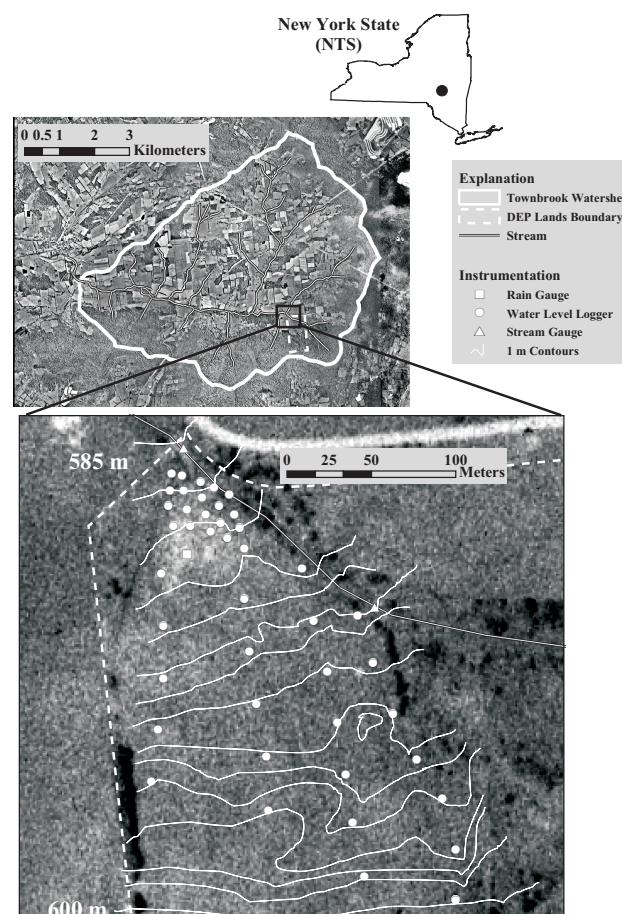 New York State
(NTS)
0 0.5 1 2 3
Kilometers
Explanation
Townbrook Watershe
DEP Lands Boundary
Stream
Instrumentation
Rain Gauge
Water Level Logger
Stream Gauge
1 m Contours
585 m
0 25 50 100
Meters
600 m